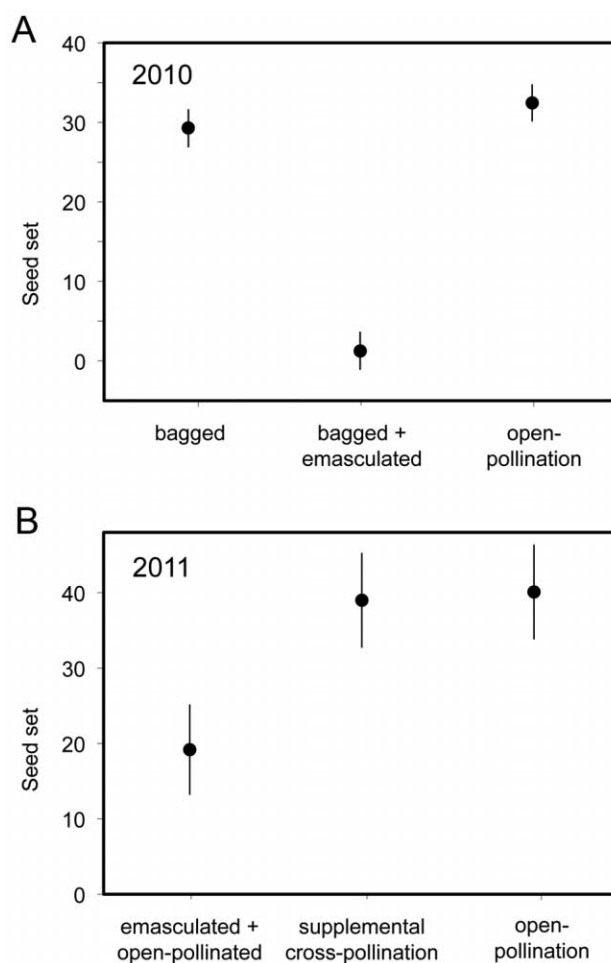 A
40
2010
30
20
10
0
Seed set
bagged
bagged +
emasculated
open-
pollination
B
2011
40
30
20
10
0
Seed set
emasculated +
open-pollinated
supplemental
cross-pollination
open-
pollination